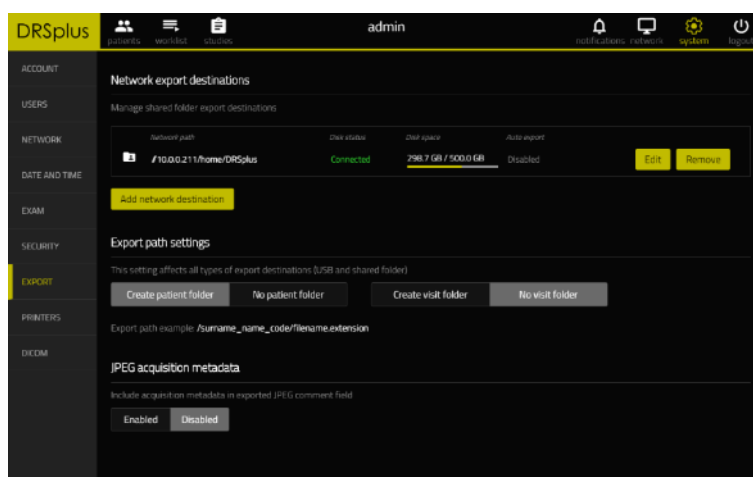 DRSplus
patients worklist studies
admin
notifications network system logout
ACCOUNT
USERS
NETWORK
DATE AND TIME
EXAM
SECURITY
EXPORT
PRINTERS
DICOM
Network export destinations
Manage shared folder export destinations
Network path Disk status Disk space Auto export
//10.0.0.211/home/DRSplus Connected 298.7 GB / 500.0 GB Disabled Edit Remove
Add network destination
Export path settings
This setting affects all types of export destinations (USB and shared folder)
Create patient folder No patient folder Create visit folder No visit folder
Export path example: /surname_name_code/filename.extension
JPEG acquisition metadata
Include acquisition metadata in exported JPEG comment field
Enabled Disabled